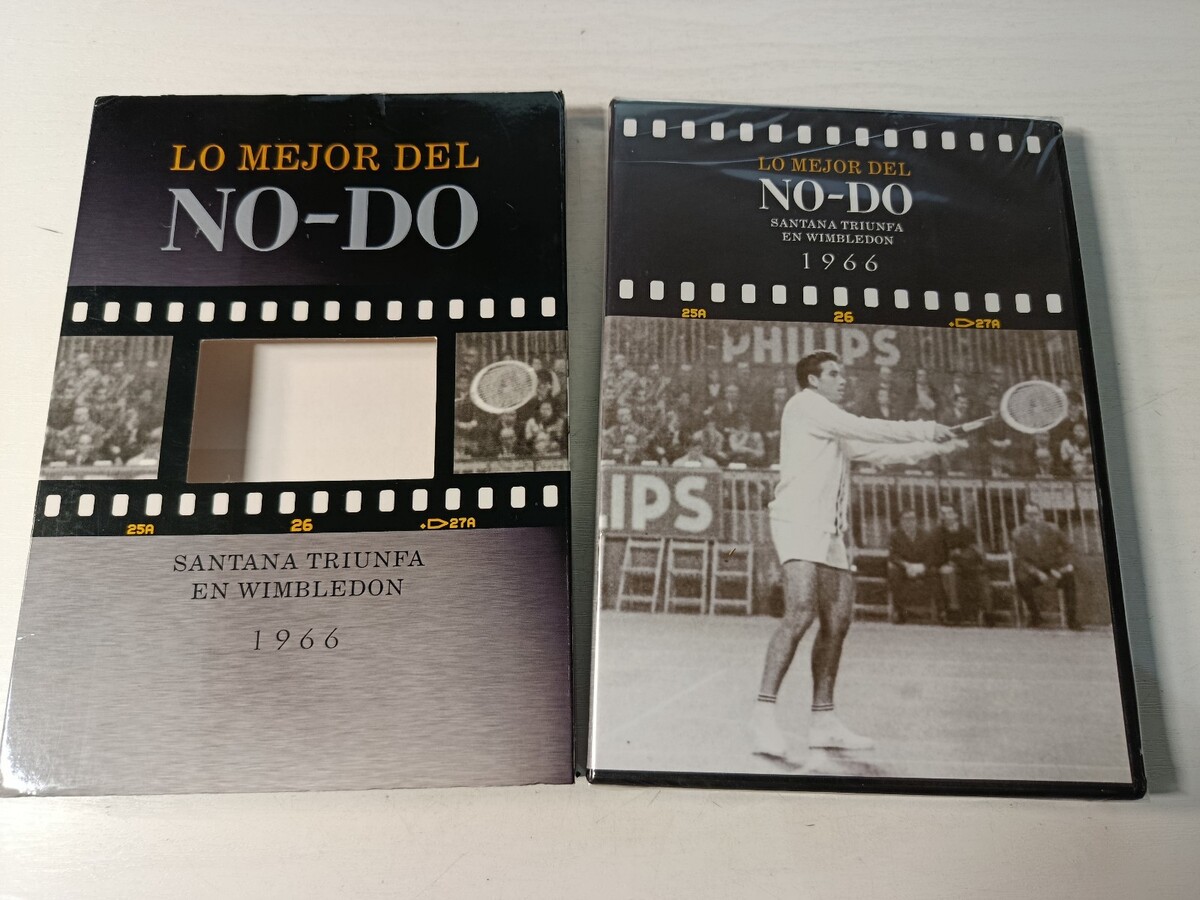 LO MEJOR DEL
NO-DO
25A 26 27A
SANTANA TRIUNFA
EN WIMBLEDON
1966
LO MEJOR DEL
NO-DO
SANTANA TRIUNFA
EN WIMBLEDON
1966
25A 26 27A
PHILIPS
LIPS